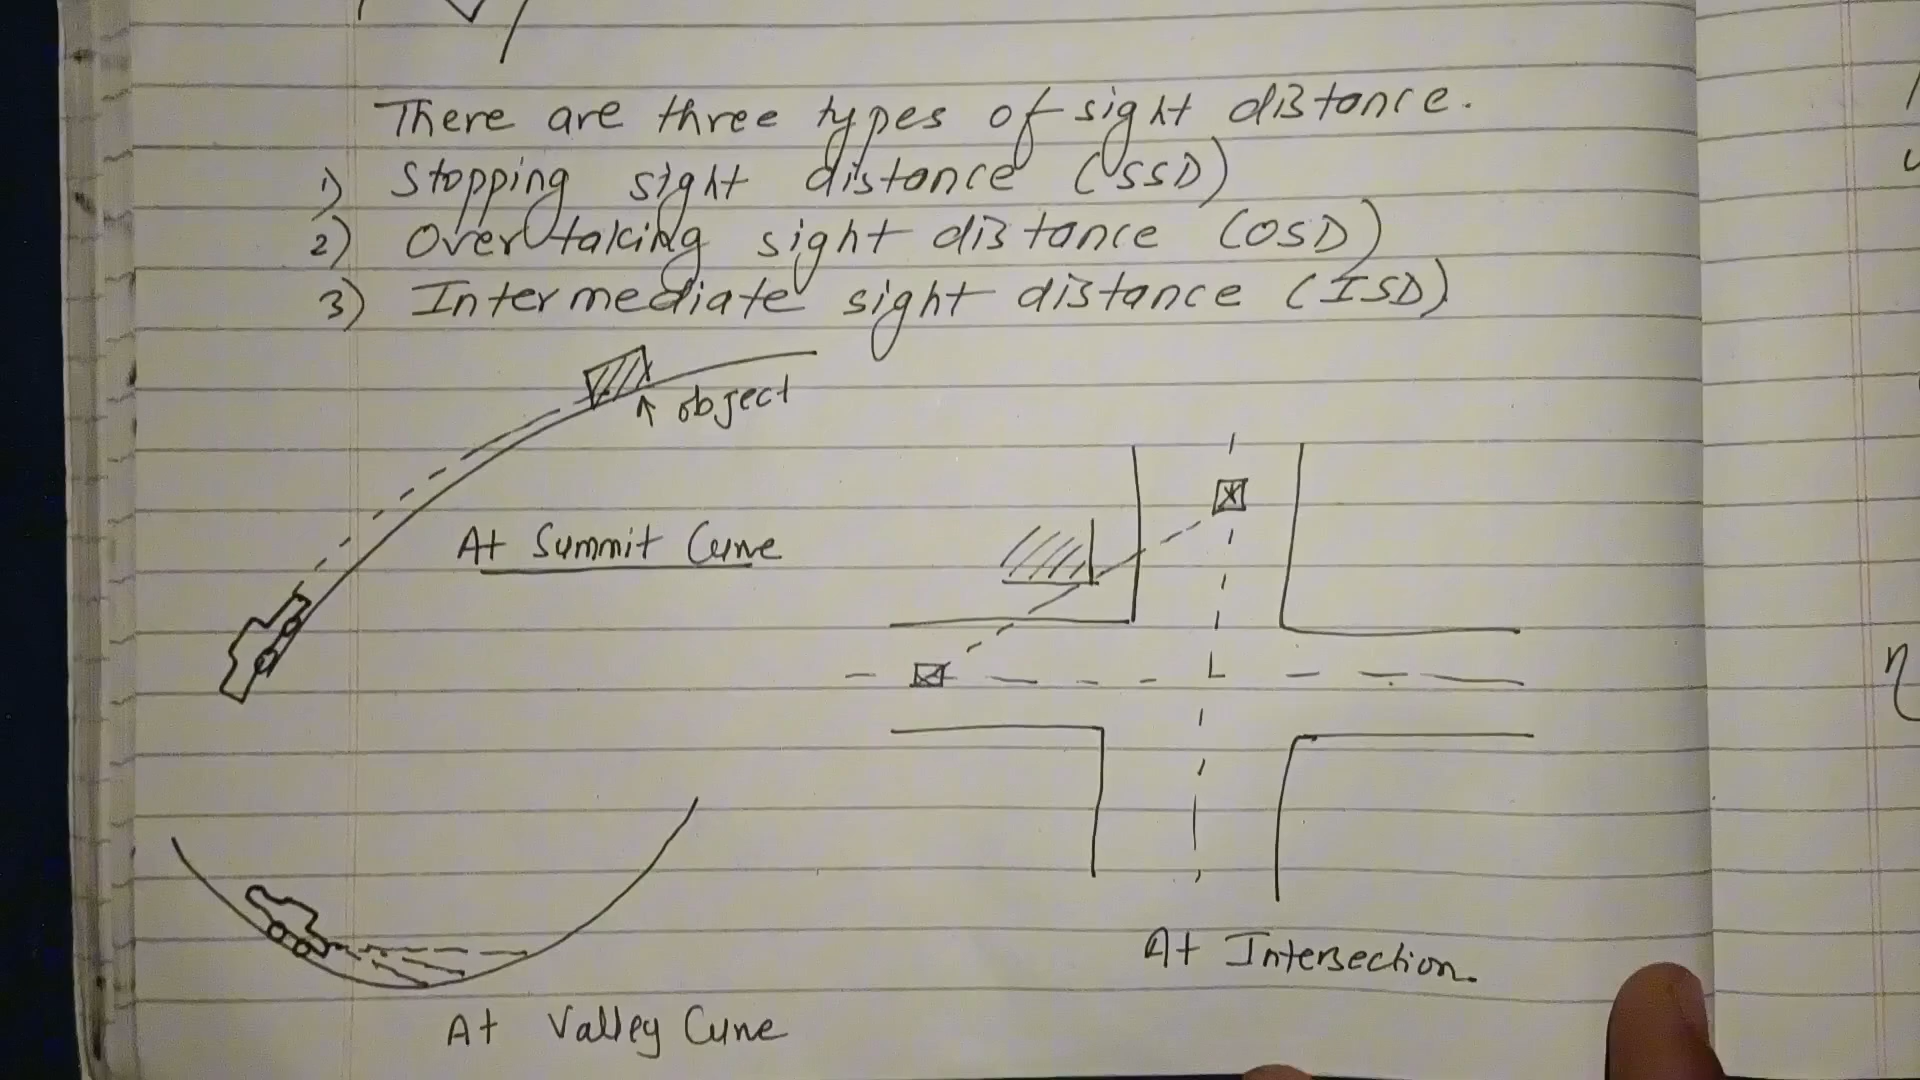 There are three types of sight distance.
1) Stopping sight distance (SSD)
2) Overtaking sight distance (OSD)
3) Intermediate sight distance (ISD)
object
At Summit Curve
At Intersection.
At Valley Curve